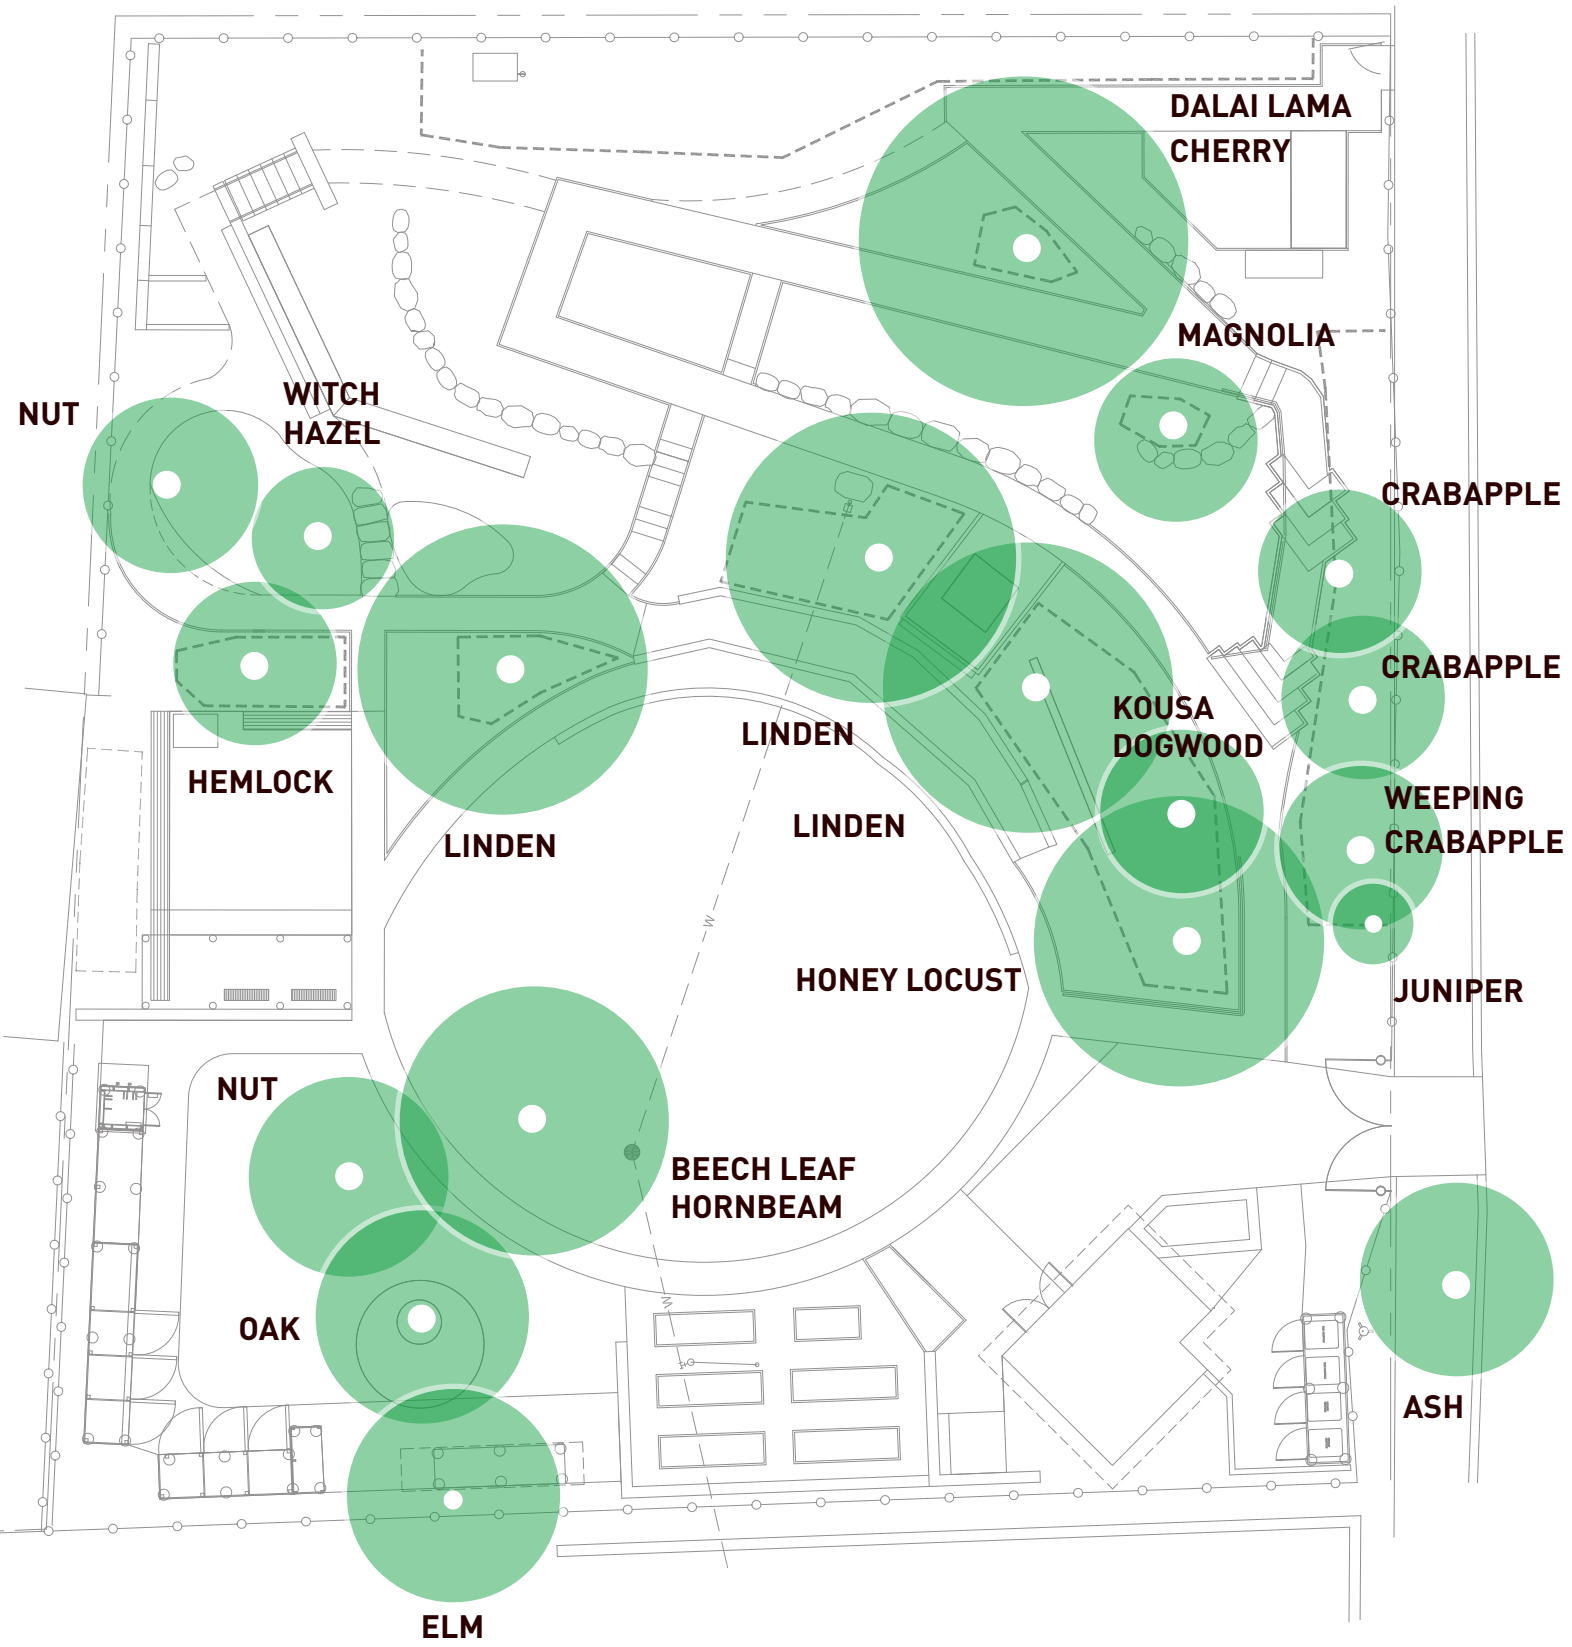 DALAI LAMA
CHERRY
MAGNOLIA
WITCH
HAZEL
NUT
CRABAPPLE
CRABAPPLE
KOUSA
DOGWOOD
LINDEN
HEMLOCK
WEEPING
CRABAPPLE
LINDEN
LINDEN
W
HONEY LOCUST
JUNIPER
NUT
BEECH LEAF
HORNBEAM
W
OAK
ASH
ELM